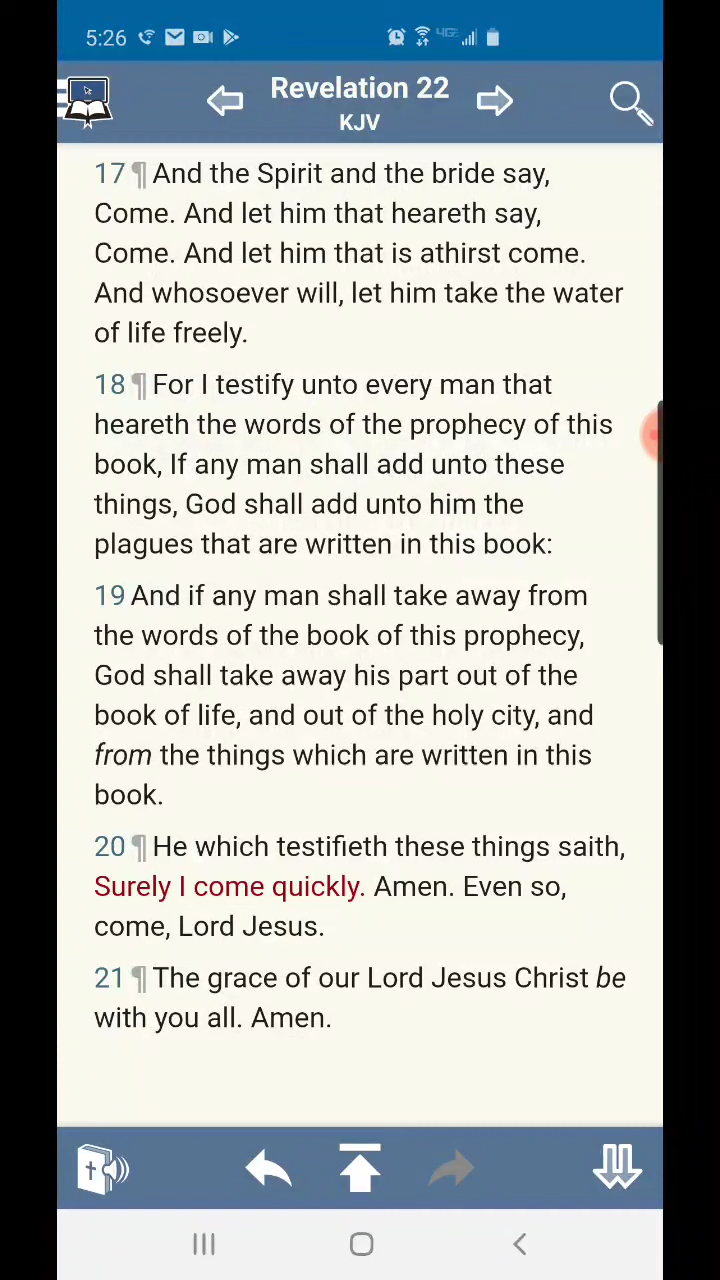 5:26
4GE
Revelation 22
KJV
17 ¶ And the Spirit and the bride say,
Come. And let him that heareth say,
Come. And let him that is athirst come.
And whosoever will, let him take the water
of life freely.
18 ¶ For I testify unto every man that
heareth the words of the prophecy of this
book, If any man shall add unto these
things, God shall add unto him the
plagues that are written in this book:
19 And if any man shall take away from
the words of the book of this prophecy,
God shall take away his part out of the
book of life, and out of the holy city, and
from the things which are written in this
book.
20 ¶ He which testifieth these things saith,
Surely I come quickly. Amen. Even so,
come, Lord Jesus.
21 ¶ The grace of our Lord Jesus Christ be
with you all. Amen.